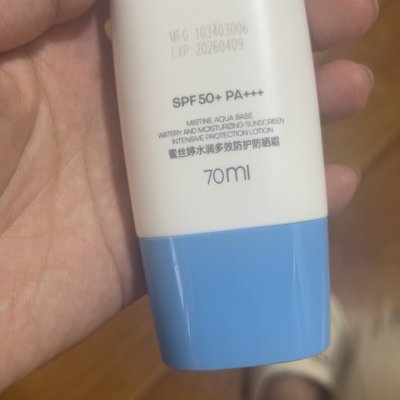 MFG: 103403006
EXP: 20260409
SPF50+ PA+++
MISTINE AQUA BASE
WATERY AND MOISTURIZING SUNSCREEN
INTENSIVE PROTECTION LOTION
蜜丝婷水润多效防护防晒霜
70ml